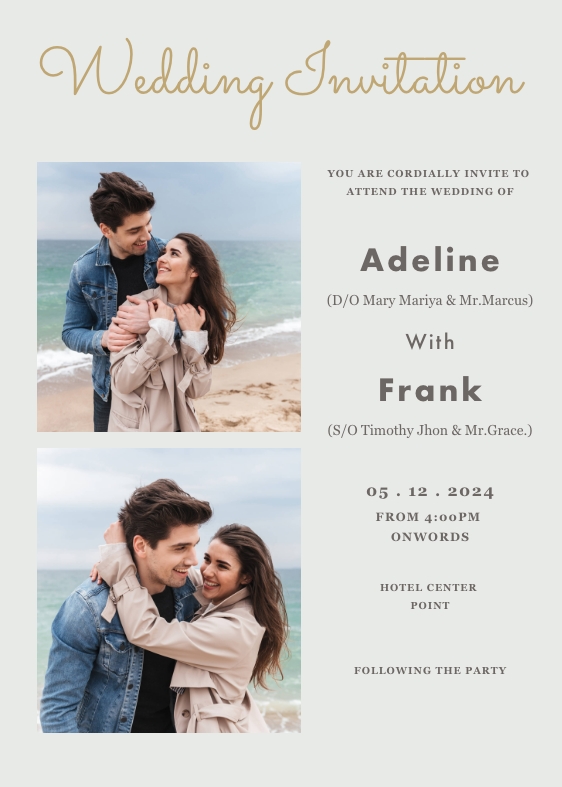 Wedding Invitation
YOU ARE CORDIALLY INVITE TO
ATTEND THE WEDDING OF
Adeline
(D/O Mary Mariya & Mr.Marcus)
With
Frank
(S/O Timothy Jhon & Mr.Grace.)
05 . 12 . 2024
FROM 4:00PM
ONWORDS
HOTEL CENTER
POINT
FOLLOWING THE PARTY